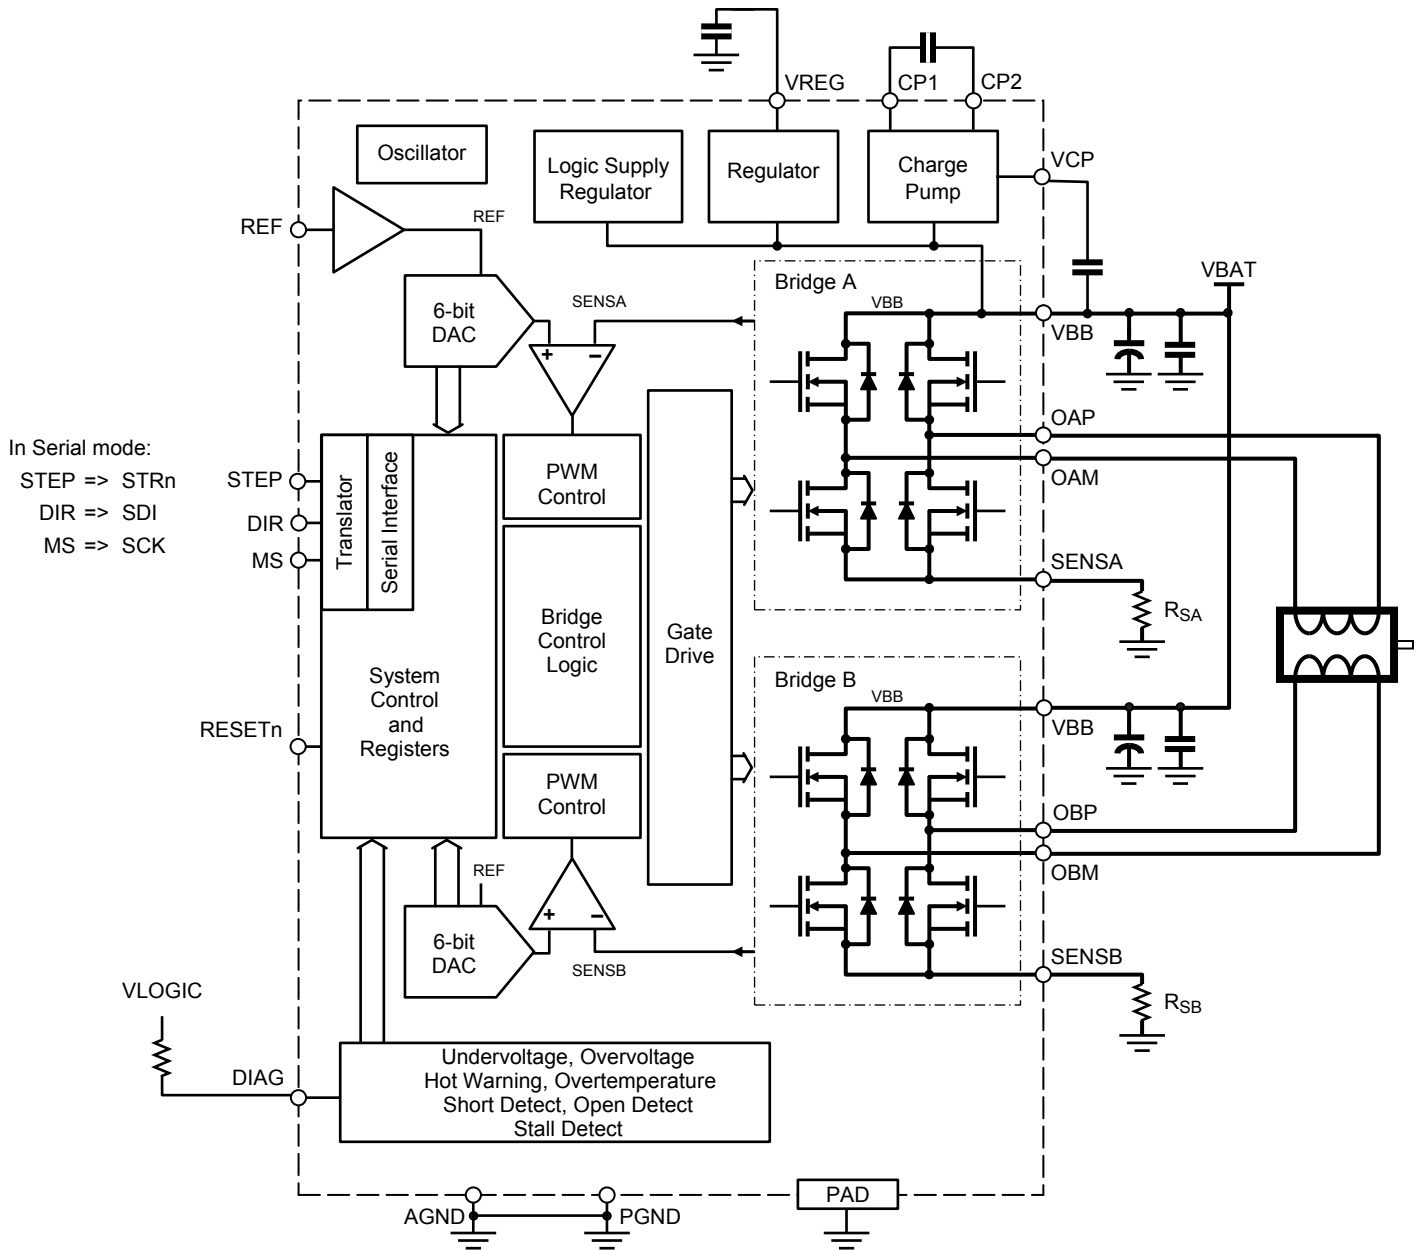 VREG
CP1
CP2
Oscillator
Logic Supply
Regulator
Regulator
Charge
Pump
VCP
REF
REF
6-bit
DAC
SENSA
+
−
Bridge A
VBB
VBAT
VBB
OAP
OAM
In Serial mode:
STEP => STRn
DIR => SDI
MS => SCK
STEP
DIR
MS
Translator
Serial Interface
PWM
Control
SENSA
RSA
Bridge
Control
Logic
Gate
Drive
System
Control
and
Registers
RESETn
Bridge B
VBB
VBB
PWM
Control
OBP
OBM
REF
6-bit
DAC
+
−
SENSB
SENSB
RSB
VLOGIC
DIAG
Undervoltage, Overvoltage
Hot Warning, Overtemperature
Short Detect, Open Detect
Stall Detect
AGND
PGND
PAD